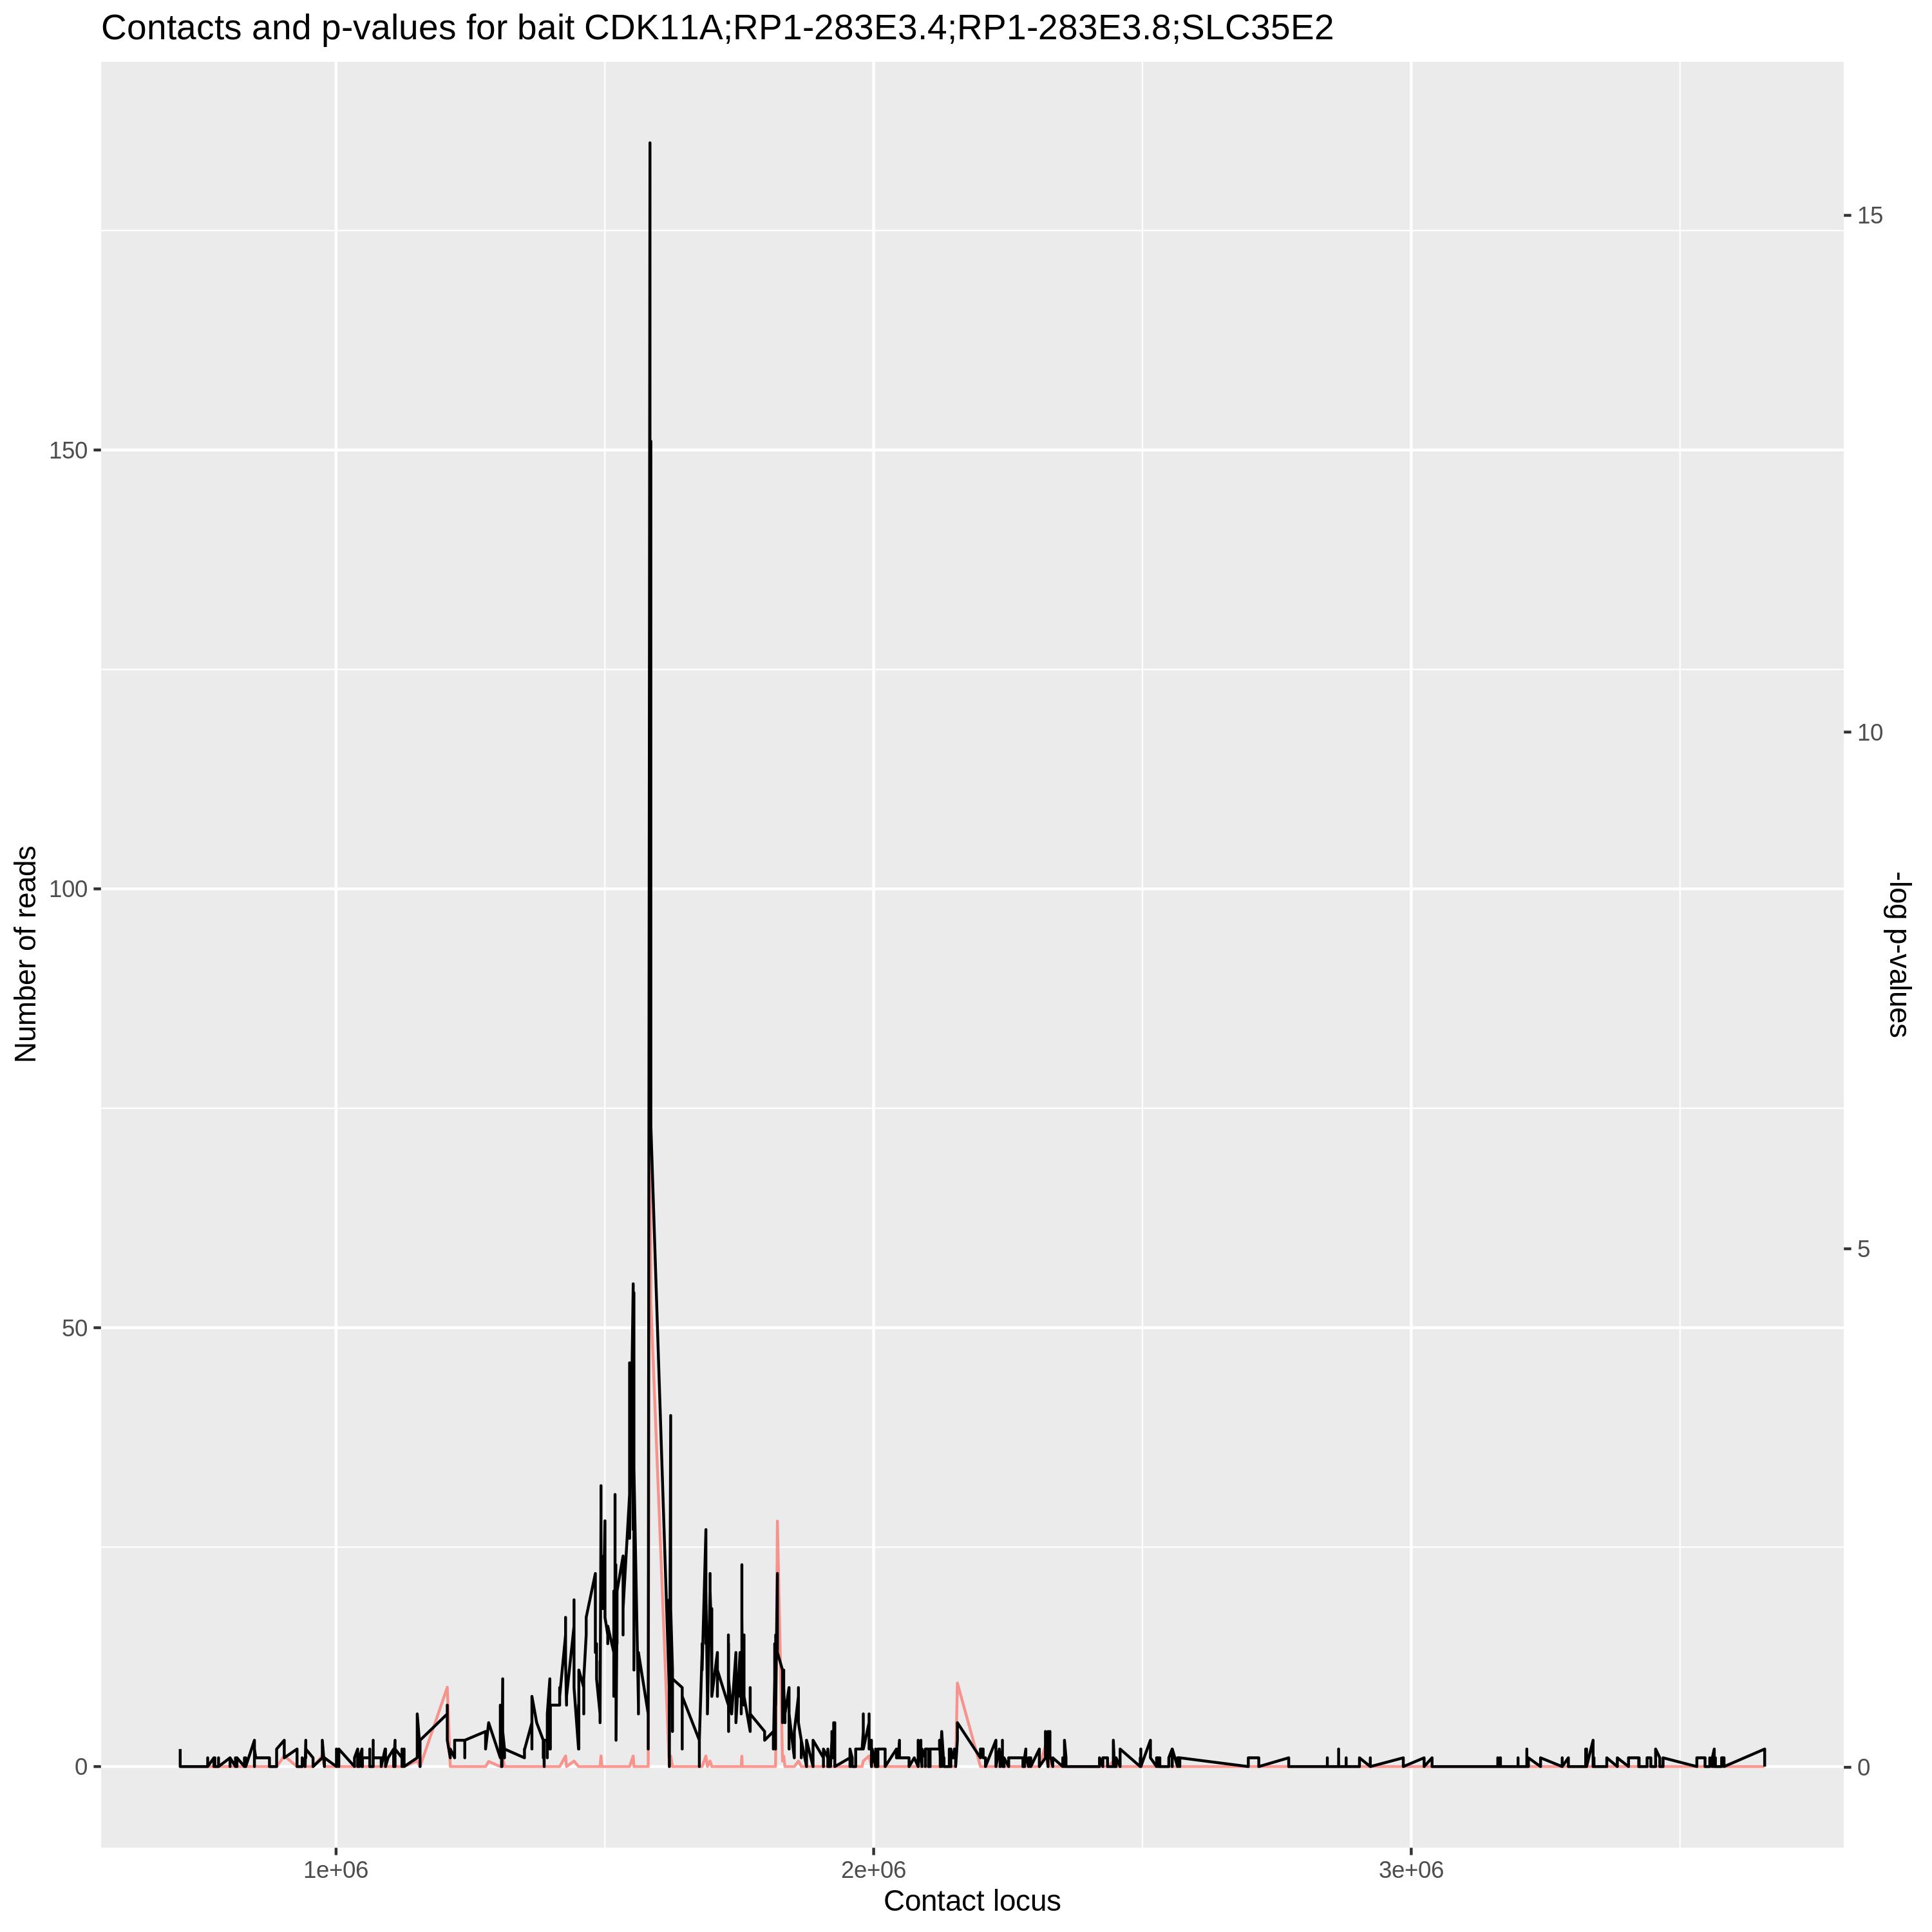 Contacts and p-values for bait CDK11A;RP1-283E3.4;RP1-283E3.8;SLC35E2
150
100
50
0
Number of reads
15
10
5
0
-log p-values
1e+06
2e+06
3e+06
Contact locus